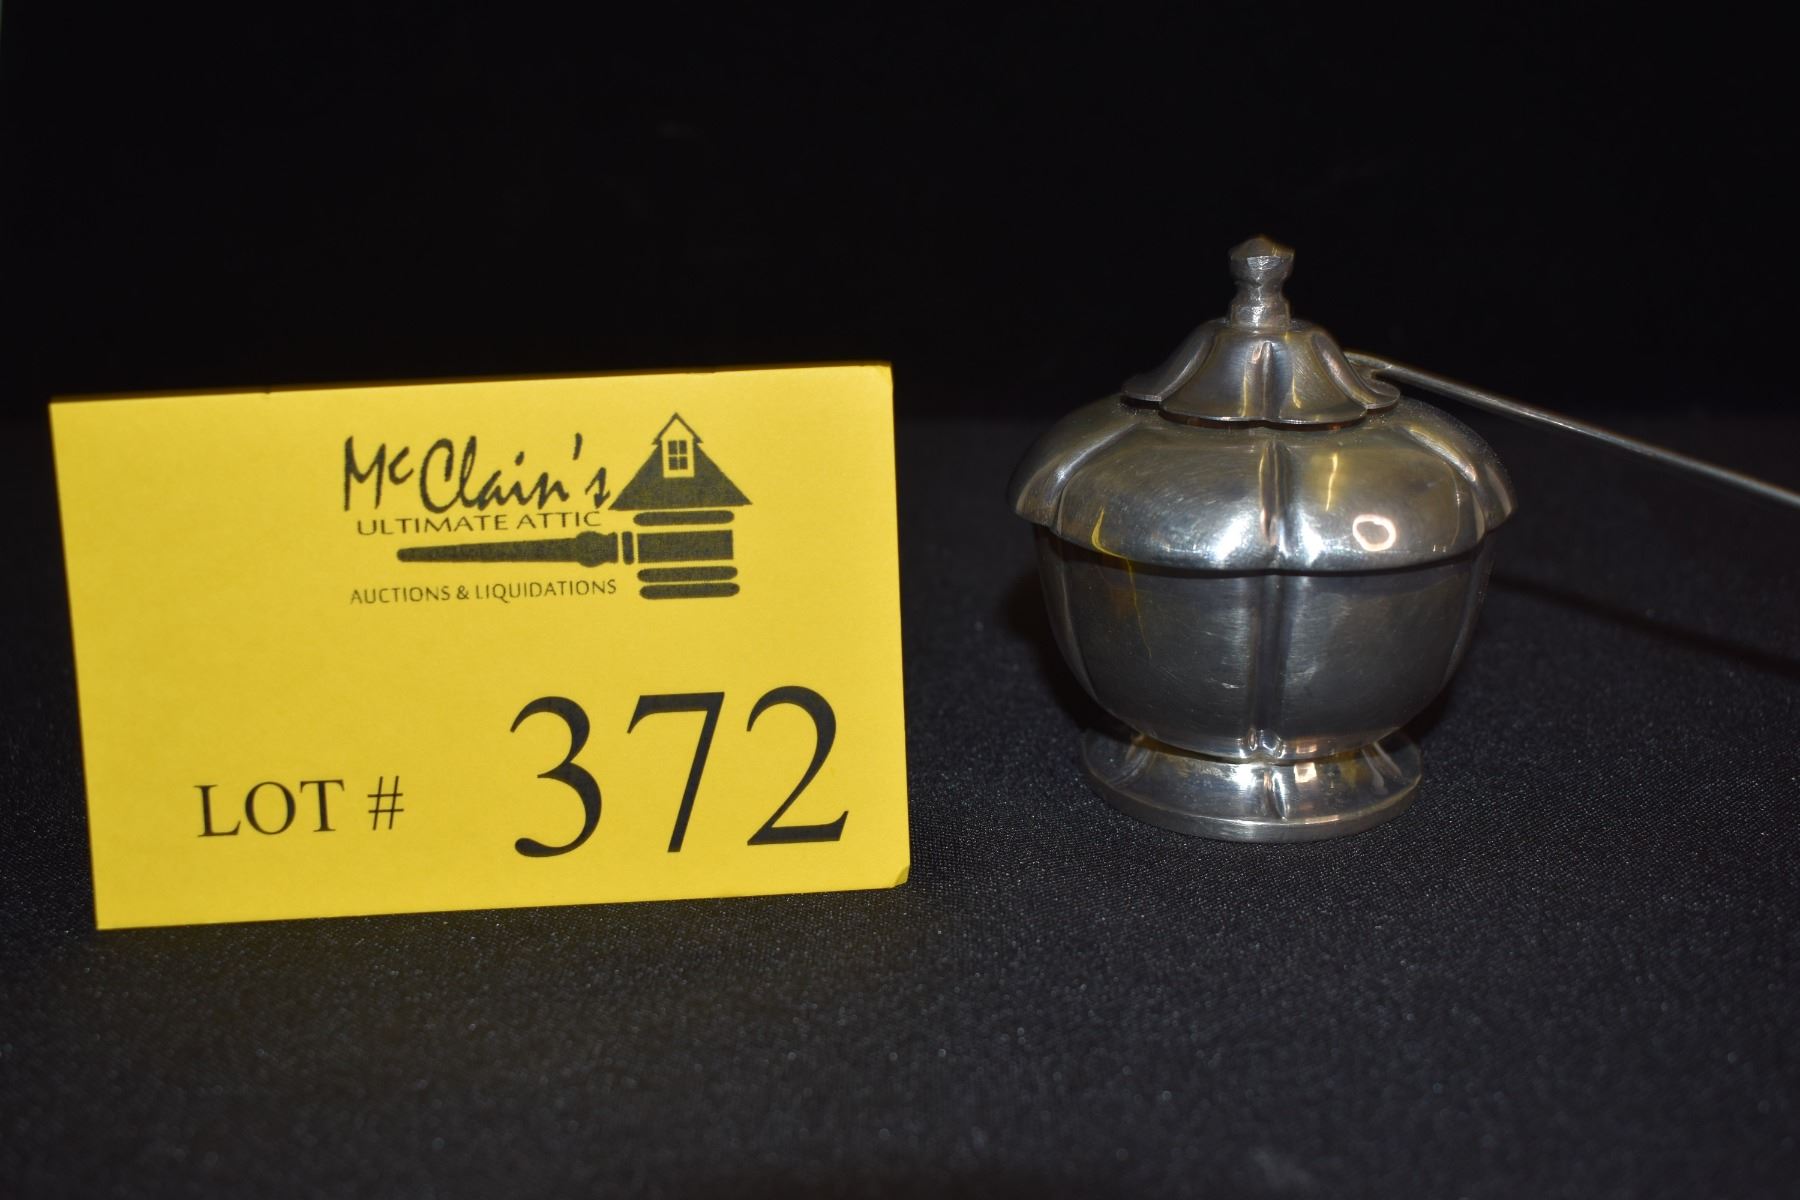 McClain's
ULTIMATE ATTIC
AUCTIONS & LIQUIDATIONS
LOT # 372